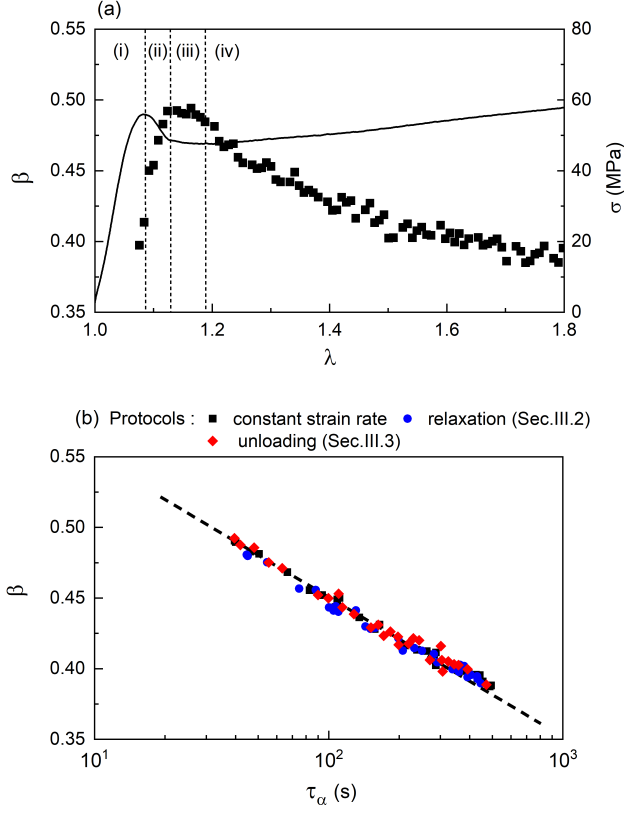 (a)
0.55
80
(i)
(ii)
(iii)
(iv)
0.50
60
β
0.45
40
σ (MPa)
0.40
20
0.35
0
1.0
1.2
1.4
1.6
1.8
λ
(b) Protocols : constant strain rate relaxation (Sec.III.2)
unloading (Sec.III.3)
0.55
0.50
β
0.45
0.40
0.35
10¹
10²
10³
τα (s)